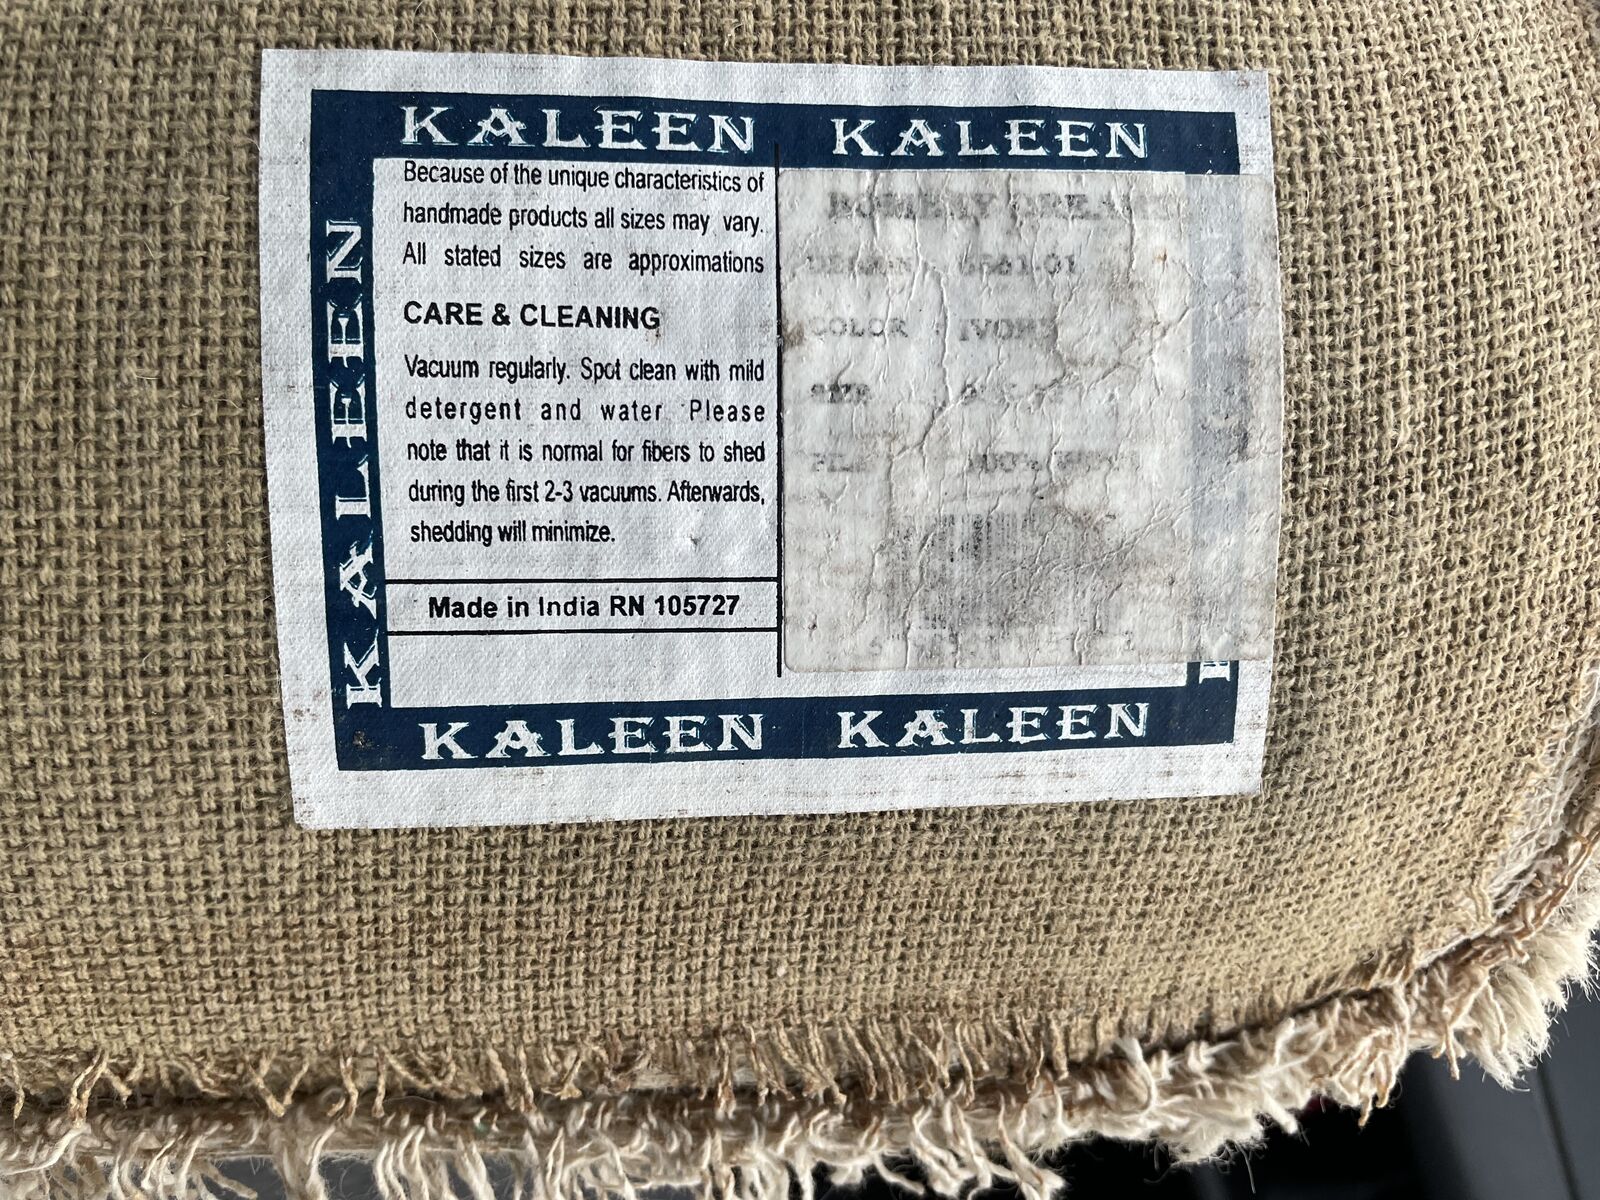 KALEEN KALEEN
KALEEN
Because of the unique characteristics of
handmade products all sizes may vary.
All stated sizes are approximations
CARE & CLEANING
Vacuum regularly. Spot clean with mild
detergent and water Please
note that it is normal for fibers to shed
during the first 2-3 vacuums. Afterwards,
shedding will minimize.
Made in India RN 105727
COLOR IVORY
SIZE
KALEEN KALEEN